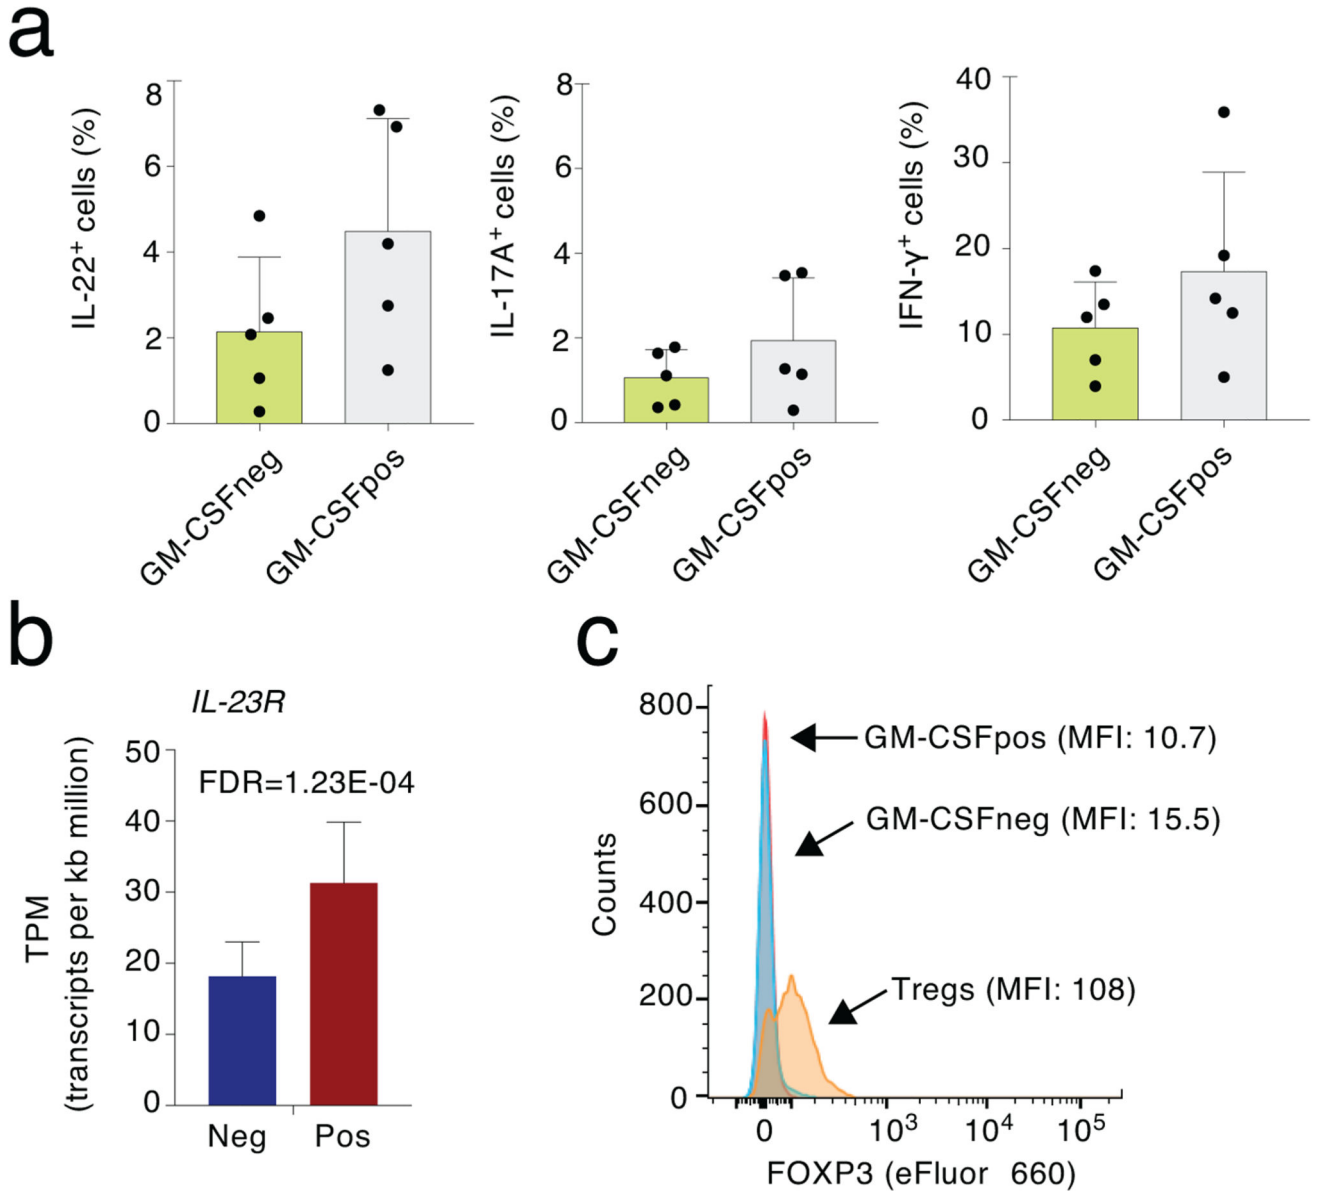 a
IL-22⁺ cells (%)
8
6
4
2
0
GM-CSFneg
GM-CSFpos
IL-17A⁺ cells (%)
8
6
4
2
0
GM-CSFneg
GM-CSFpos
IFN-γ⁺ cells (%)
40
30
20
10
0
GM-CSFneg
GM-CSFpos
b
IL-23R
FDR=1.23E-04
TPM
(transcripts per kb million)
50
40
30
20
10
0
Neg
Pos
c
Counts
800
600
400
200
0
GM-CSFpos (MFI: 10.7)
GM-CSFneg (MFI: 15.5)
Tregs (MFI: 108)
0 10³ 10⁴ 10⁵
FOXP3 (eFluor 660)